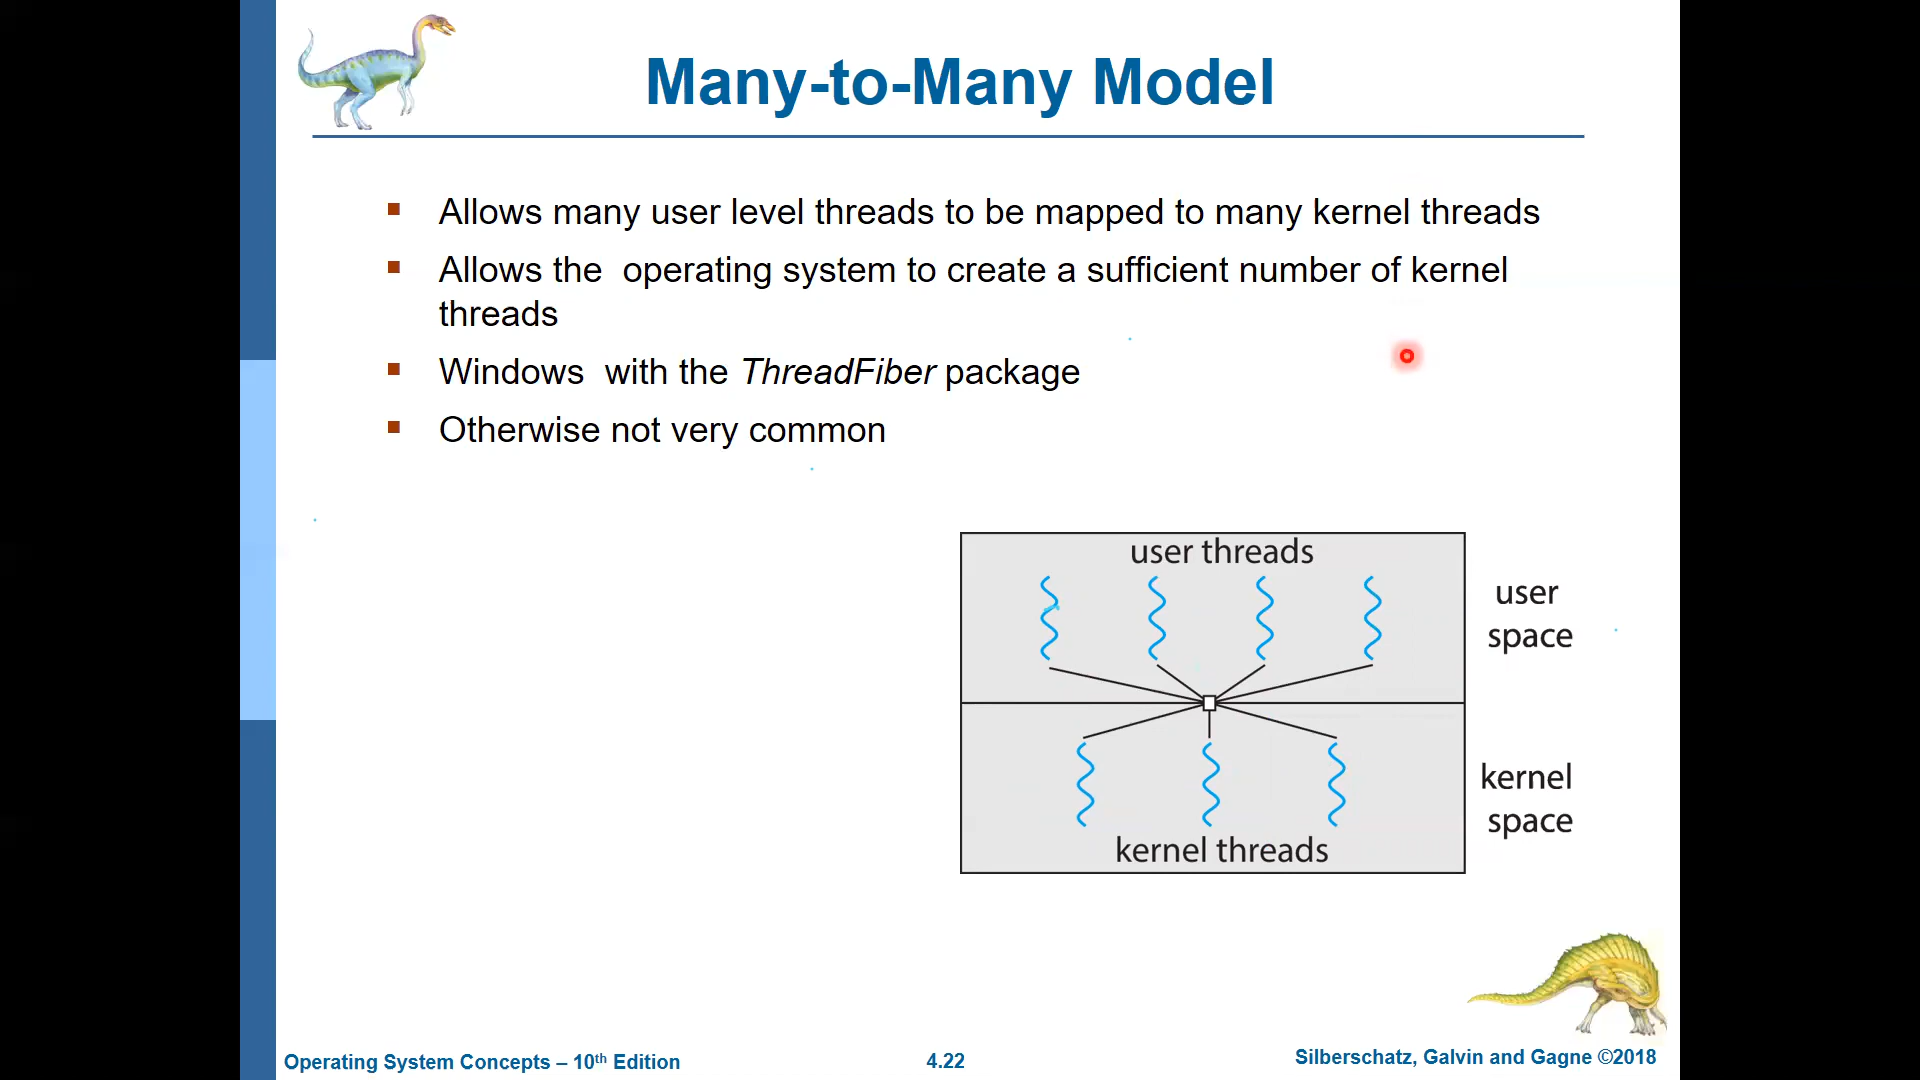 Many-to-Many Model
Allows many user level threads to be mapped to many kernel threads
Allows the  operating system to create a sufficient number of kernel
threads
Windows  with the ThreadFiber package
Otherwise not very common
user threads
user
space
kernel
space
kernel threads
Operating System Concepts – 10th Edition
4.22
Silberschatz, Galvin and Gagne ©2018